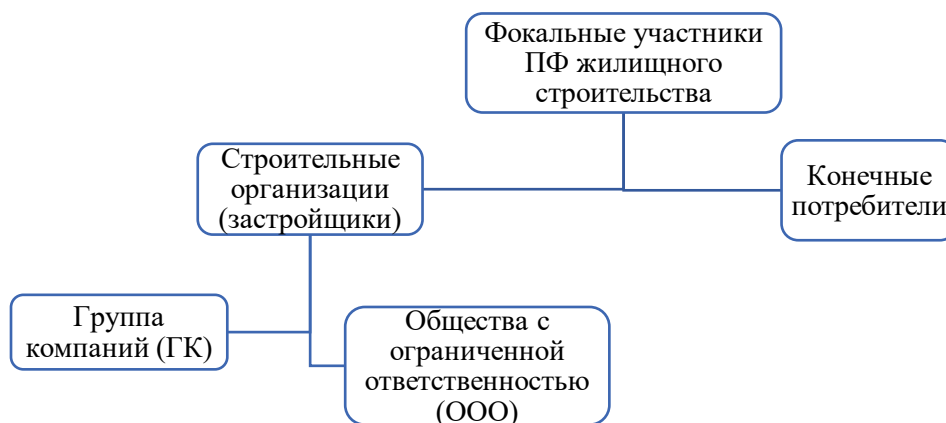 Фокальные участники
ПФ жилищного
строительства
Строительные
организации
(застройщики)
Конечные
потребители
Группа
компаний (ГК)
Общества с
ограниченной
ответственностью
(ООО)